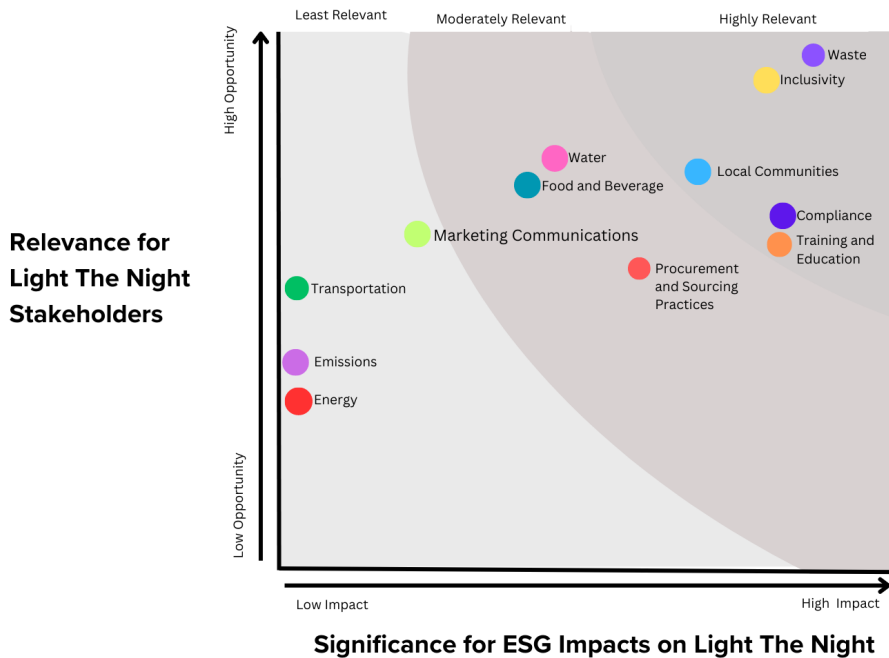 Least Relevant
Moderately Relevant
Highly Relevant
High Opportunity
Waste
Inclusivity
Water
Food and Beverage
Local Communities
Compliance
Marketing Communications
Training and
Education
Relevance for
Light The Night
Stakeholders
Procurement
and Sourcing
Practices
Transportation
Emissions
Energy
Low Opportunity
Low Impact
High Impact
Significance for ESG Impacts on Light The Night